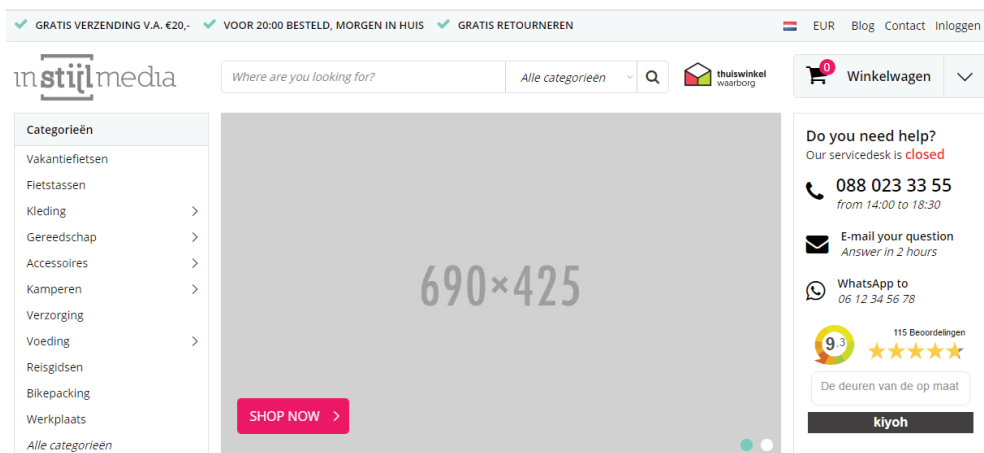 GRATIS VERZENDING V.A. €20,- VOOR 20:00 BESTELD, MORGEN IN HUIS GRATIS RETOURNEREN EUR Blog Contact Inloggen
instijlmedia
Where are you looking for? Alle categorieën
thuiswinkel
waarborg
0
Winkelwagen
Categorieën
Vakantiefietsen
Fietstassen
Kleding
Gereedschap
Accessoires
Kamperen
Verzorging
Voeding
Reisgidsen
Bikepacking
Werkplaats
Alle categorieën
690×425
SHOP NOW
Do you need help?
Our servicedesk is closed
088 023 33 55
from 14:00 to 18:30
E-mail your question
Answer in 2 hours
WhatsApp to
06 12 34 56 78
9.3
115 Beoordelingen
De deuren van de op maat
kiyoh